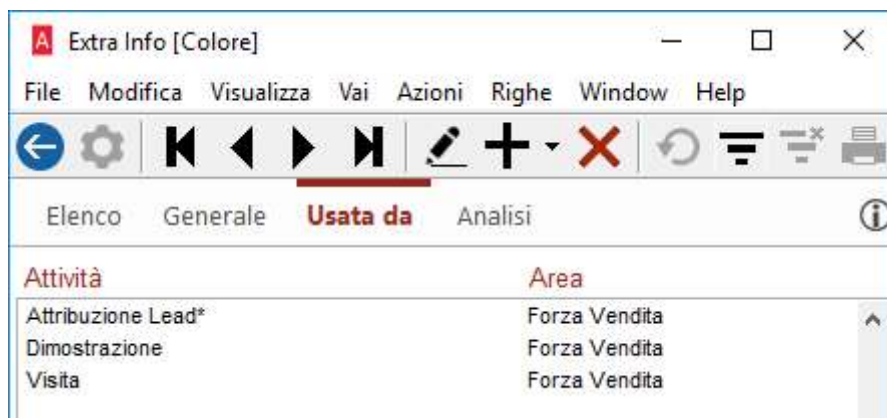 A Extra Info [Colore]
File Modifica Visualizza Vai Azioni Righe Window Help
Elenco Generale Usata da Analisi
Attività Area
Attribuzione Lead* Forza Vendita
Dimostrazione Forza Vendita
Visita Forza Vendita